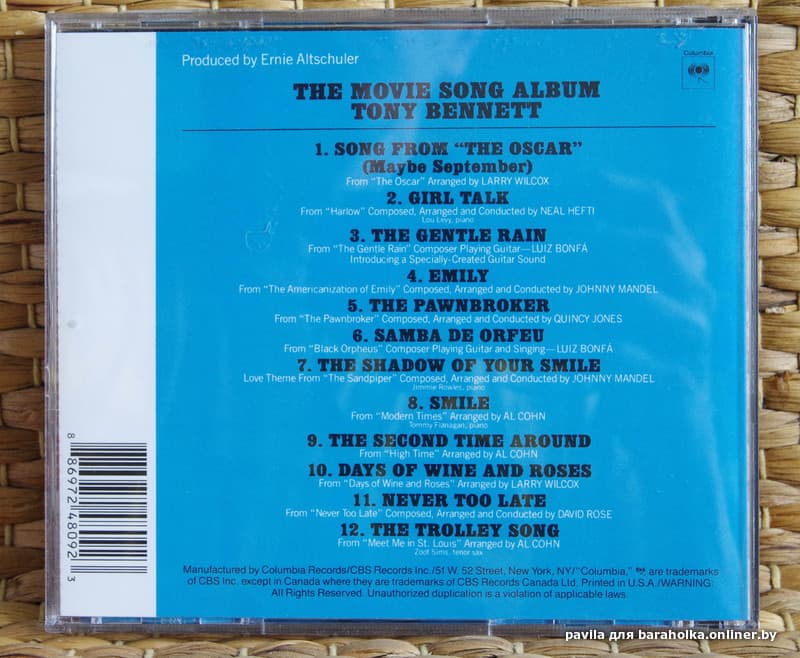 Produced by Ernie Altschuler
Columbia
THE MOVIE SONG ALBUM
TONY BENNETT
1. SONG FROM “THE OSCAR”
(Maybe September)
From “The Oscar” Arranged by LARRY WILCOX
2. GIRL TALK
From “Harlow” Composed, Arranged and Conducted by NEAL HEFTI
Lou Levy, piano
3. THE GENTLE RAIN
From “The Gentle Rain” Composer Playing Guitar—LUIZ BONFÁ
Introducing a Specially-Created Guitar Sound
4. EMILY
From “The Americanization of Emily” Composed, Arranged and Conducted by JOHNNY MANDEL
5. THE PAWNBROKER
From “The Pawnbroker” Composed, Arranged and Conducted by QUINCY JONES
6. SAMBA DE ORFEU
From “Black Orpheus” Composer Playing Guitar and Singing—LUIZ BONFÁ
7. THE SHADOW OF YOUR SMILE
Love Theme From “The Sandpiper” Composed, Arranged and Conducted by JOHNNY MANDEL
Jimmie Rowles, piano
8. SMILE
From “Modern Times” Arranged by AL COHN
Tommy Flanagan, piano
9. THE SECOND TIME AROUND
From “High Time” Arranged by AL COHN
10. DAYS OF WINE AND ROSES
From “Days of Wine and Roses” Arranged by LARRY WILCOX
11. NEVER TOO LATE
From “Never Too Late” Composed, Arranged and Conducted by DAVID ROSE
12. THE TROLLEY SONG
From “Meet Me in St. Louis” Arranged by AL COHN
Zoot Sims, tenor sax
8 86972 48092 3
Manufactured by Columbia Records/CBS Records Inc./51 W. 52 Street, New York, NY/“Columbia,” are trademarks
of CBS Inc. except in Canada where they are trademarks of CBS Records Canada Ltd. Printed in U.S.A./WARNING:
All Rights Reserved. Unauthorized duplication is a violation of applicable laws.
pavila для baraholka.onliner.by